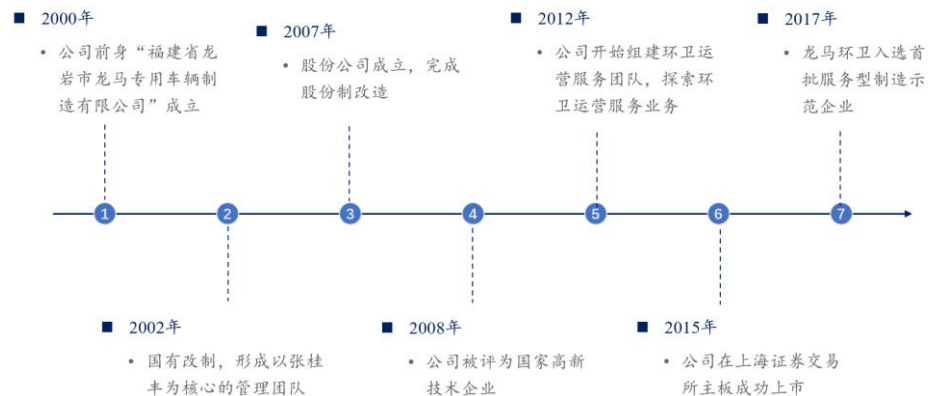 ■ 2000年
• 公司前身“福建省龙
岩市龙马专用车辆制
造有限公司”成立
■ 2007年
• 股份公司成立，完成
股份制改造
■ 2012年
• 公司开始组建环卫运
营服务团队，探索环
卫运营服务业务
■ 2017年
• 龙马环卫入选首
批服务型制造示
范企业
1
2
3
4
5
6
7
■ 2002年
• 国有改制，形成以张桂
丰为核心的管理团队
■ 2008年
• 公司被评为国家高新
技术企业
■ 2015年
• 公司在上海证券交易
所主板成功上市